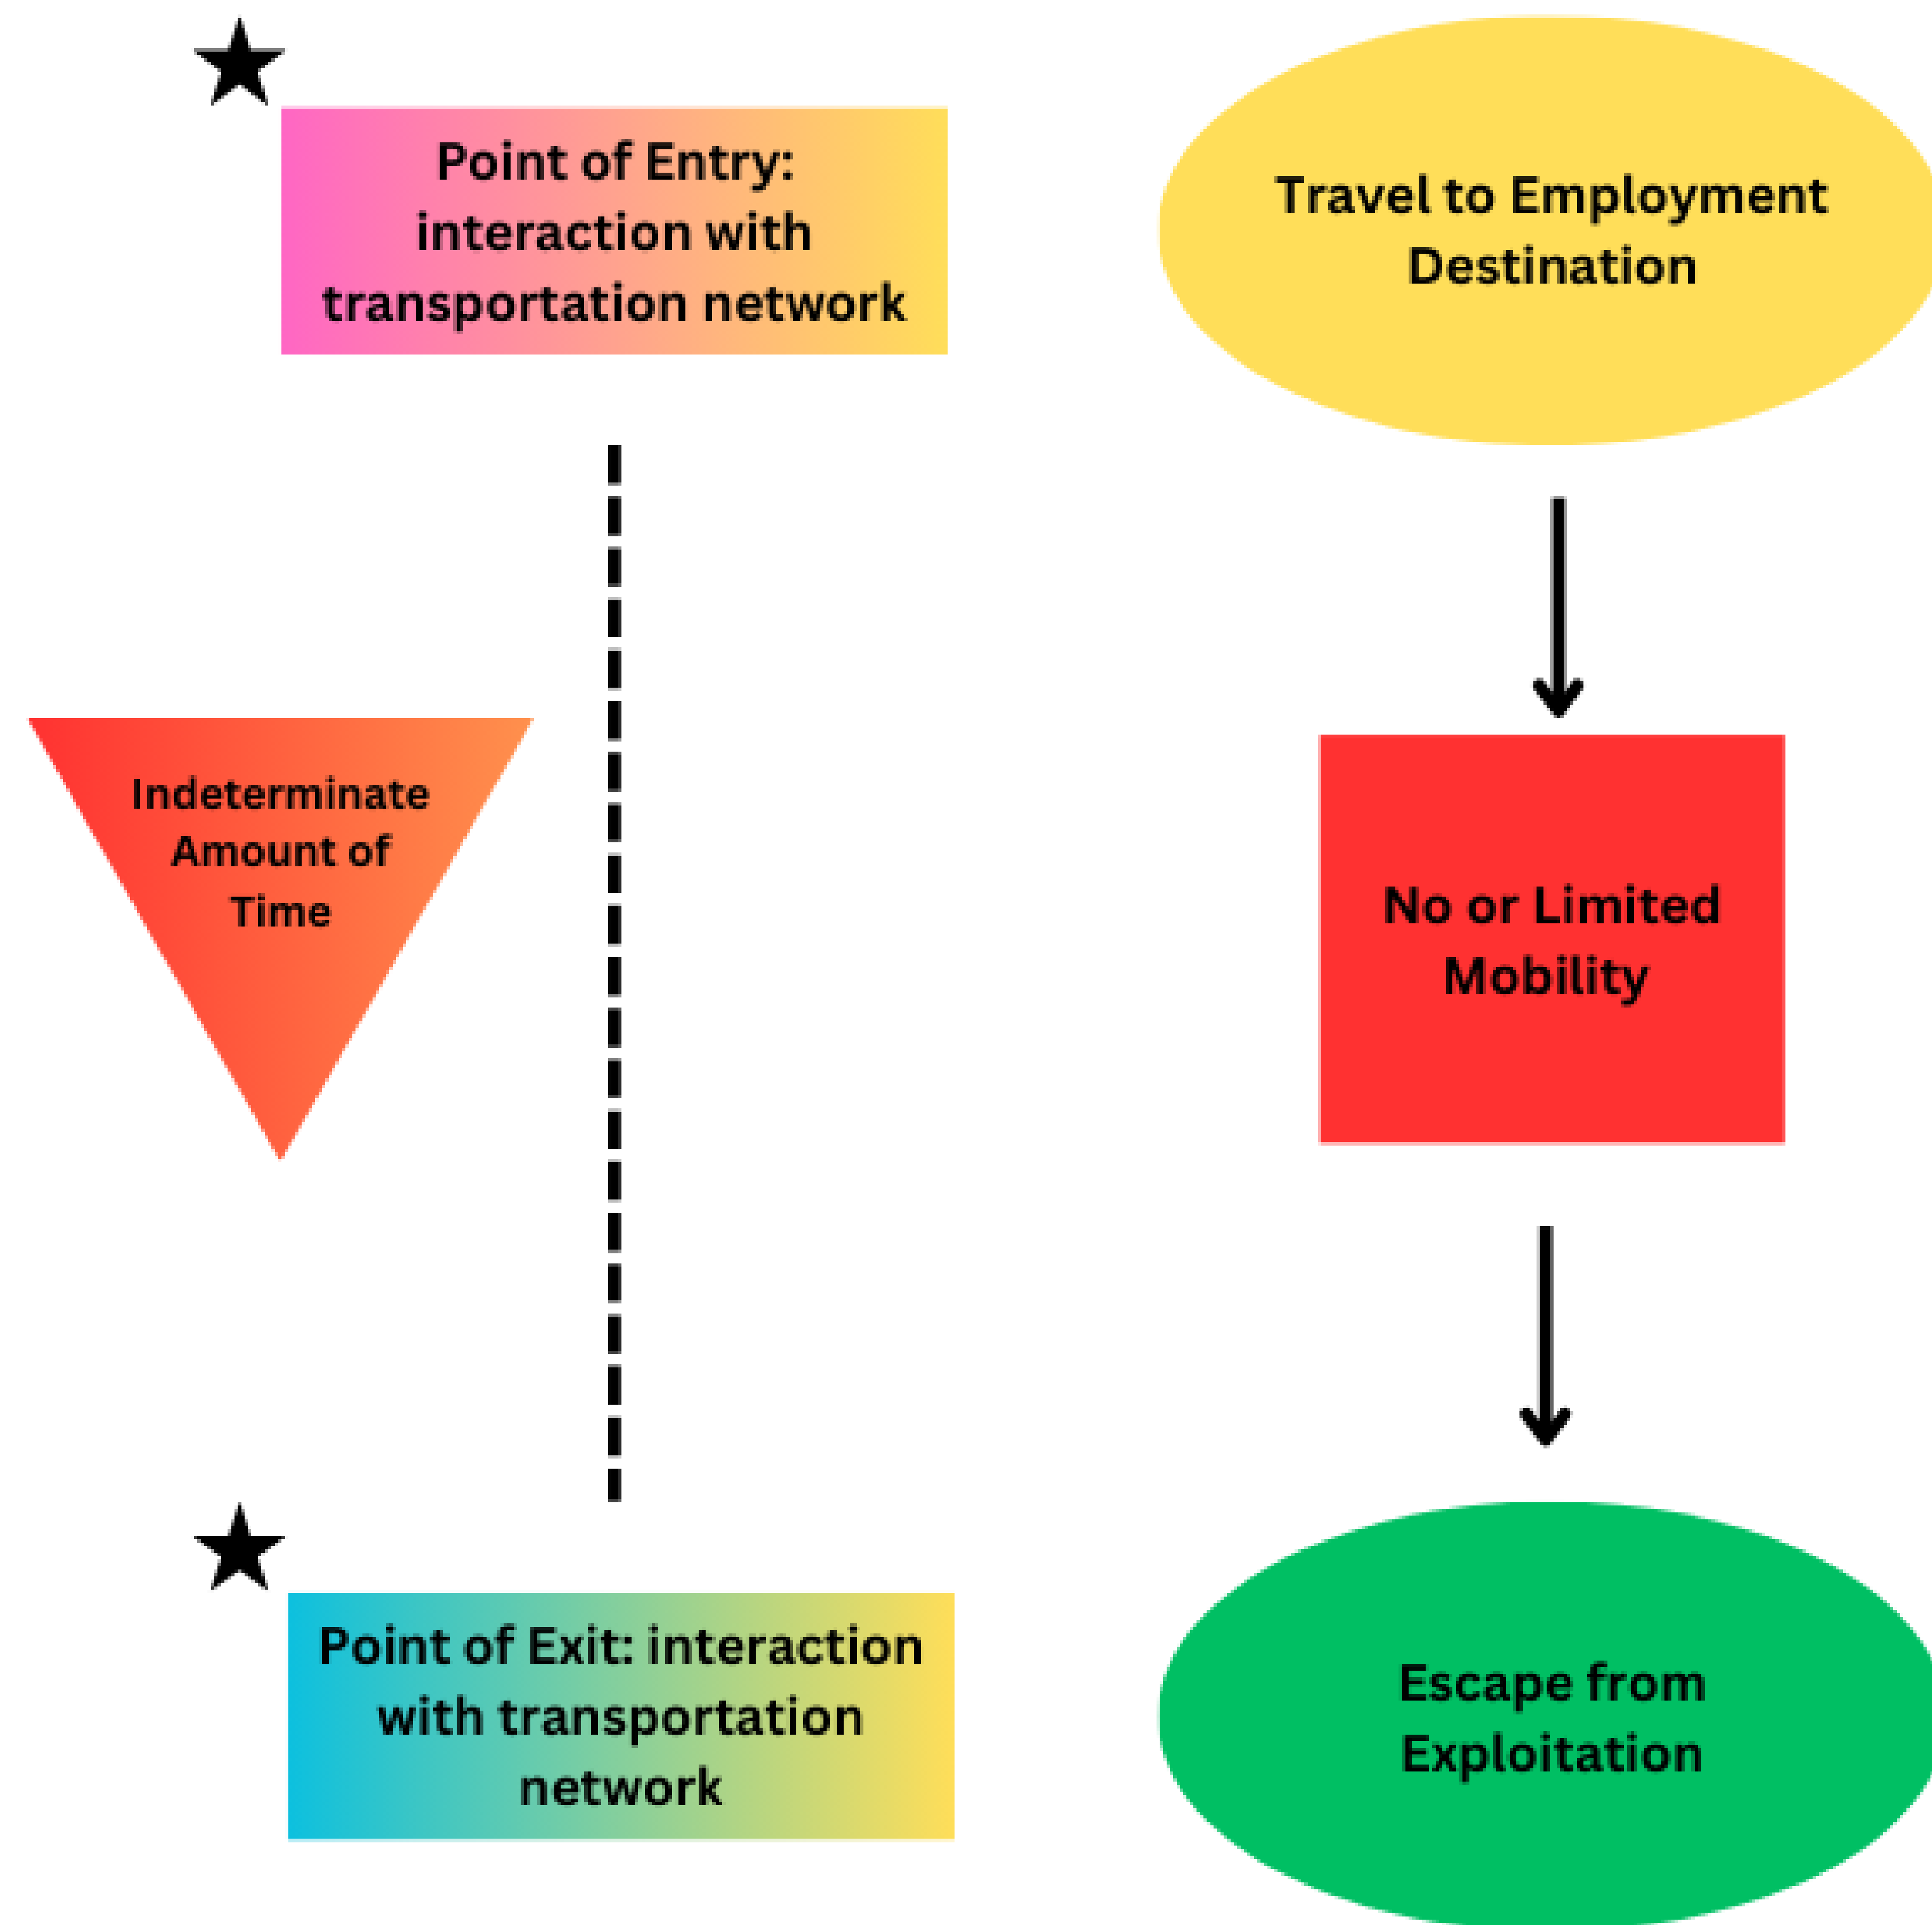 Point of Entry:
interaction with
transportation network
Travel to Employment
Destination
Indeterminate
Amount of
Time
No or Limited
Mobility
Point of Exit: interaction
with transportation
network
Escape from
Exploitation